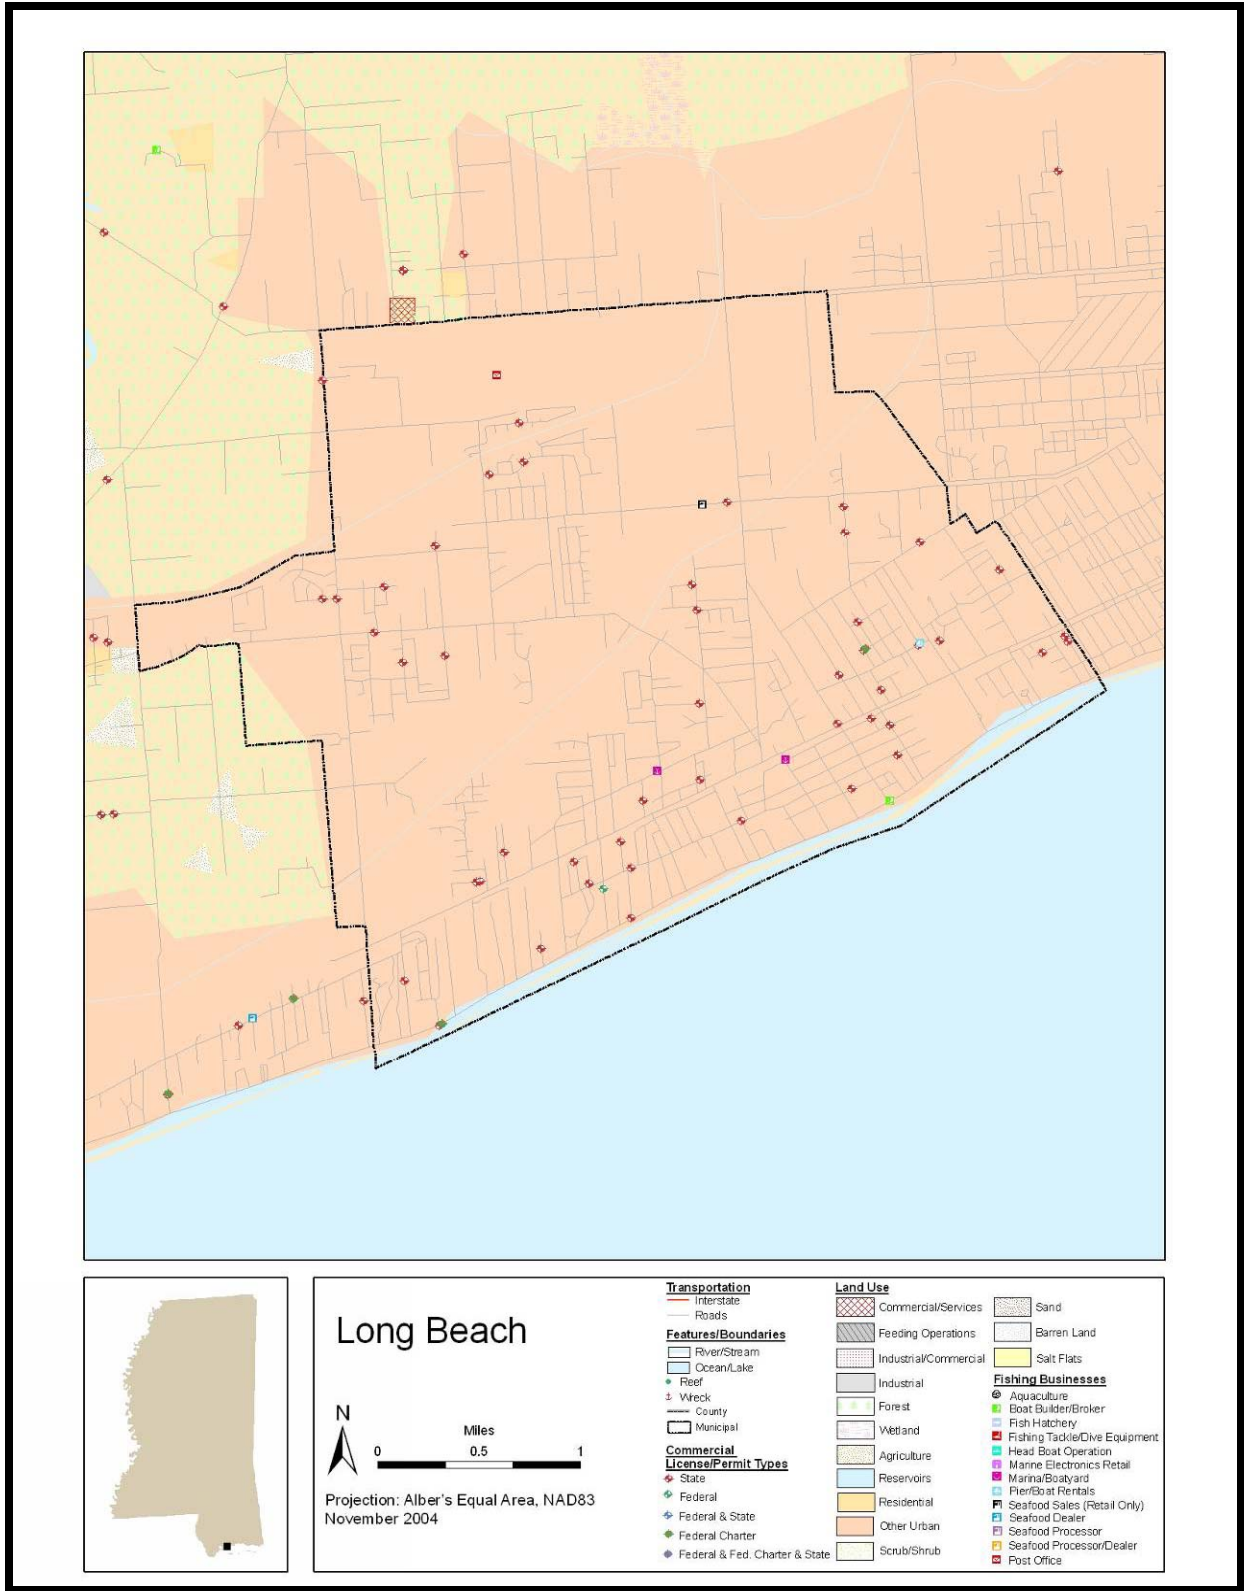 Long Beach
N
Miles
0 0.5 1
Projection: Alber's Equal Area, NAD83
November 2004
Transportation
Interstate
Roads
Features/Boundaries
River/Stream
Ocean/Lake
Reef
Wreck
County
Municipal
Commercial
License/Permit Types
State
Federal
Federal & State
Federal Charter
Federal & Fed. Charter & State
Land Use
Commercial/Services
Feeding Operations
Industrial/Commercial
Industrial
Forest
Wetland
Agriculture
Reservoirs
Residential
Other Urban
Scrub/Shrub
Sand
Barren Land
Salt Flats
Fishing Businesses
Aquaculture
Boat Builder/Broker
Fish Hatchery
Fishing Tackle/Dive Equipment
Head Boat Operation
Marine Electronics Retail
Marina/Boatyard
Pier/Boat Rentals
Seafood Sales (Retail Only)
Seafood Dealer
Seafood Processor
Seafood Processor/Dealer
Post Office